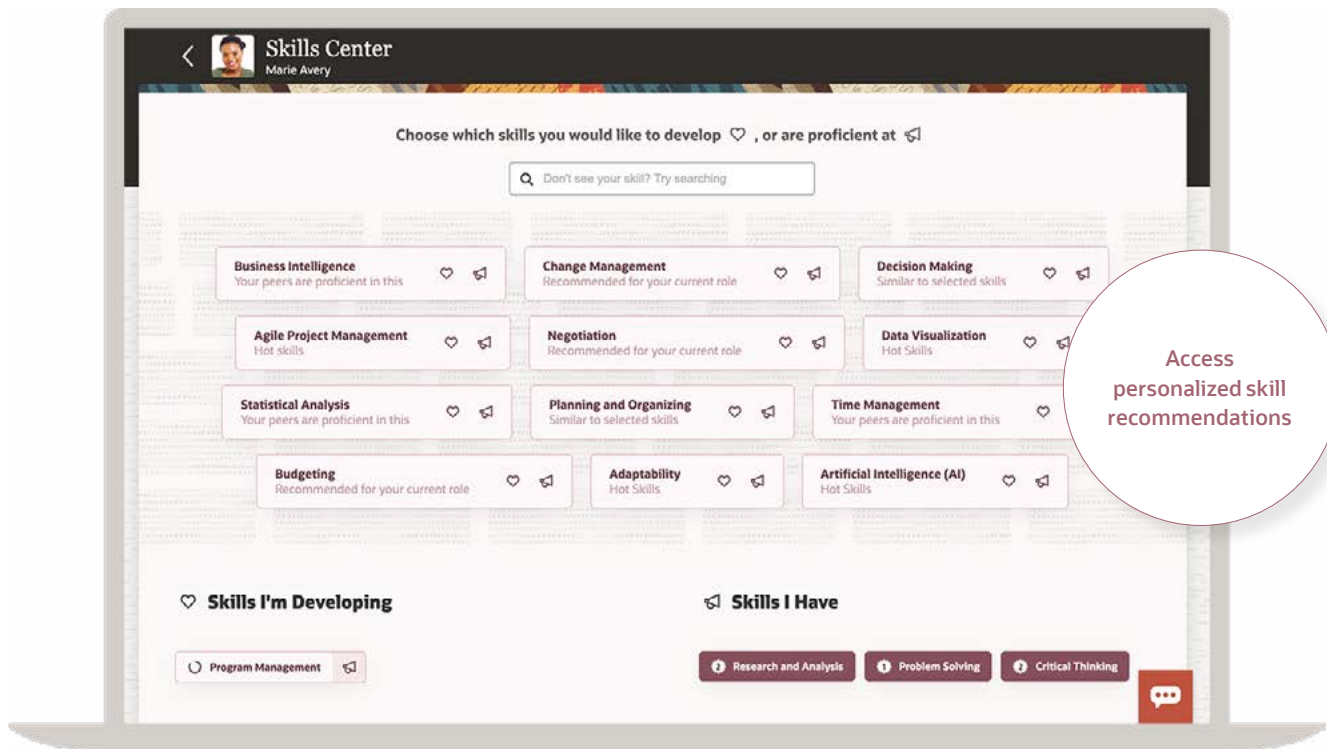 Skills Center
Marie Avery
Choose which skills you would like to develop , or are proficient at
Don't see your skill? Try searching
Business Intelligence
Your peers are proficient in this
Change Management
Recommended for your current role
Decision Making
Similar to selected skills
Agile Project Management
Hot skills
Negotiation
Recommended for your current role
Data Visualization
Hot Skills
Access
personalized skill
recommendations
Statistical Analysis
Your peers are proficient in this
Planning and Organizing
Similar to selected skills
Time Management
Your peers are proficient in this
Budgeting
Recommended for your current role
Adaptability
Hot Skills
Artificial Intelligence (AI)
Hot Skills
Skills I'm Developing
Program Management
Skills I Have
Research and Analysis
Problem Solving
Critical Thinking